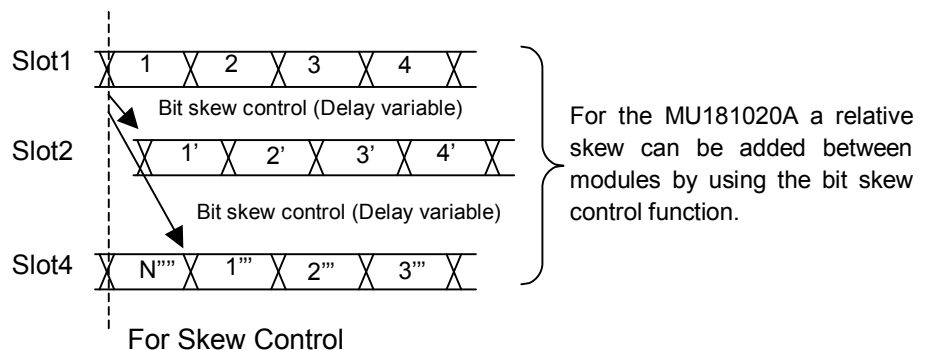 Slot1 1 2 3 4
Bit skew control (Delay variable)
Slot2 1' 2' 3' 4'
Bit skew control (Delay variable)
Slot4 N"" 1"' 2"' 3"'
For Skew Control
For the MU181020A a relative
skew can be added between
modules by using the bit skew
control function.